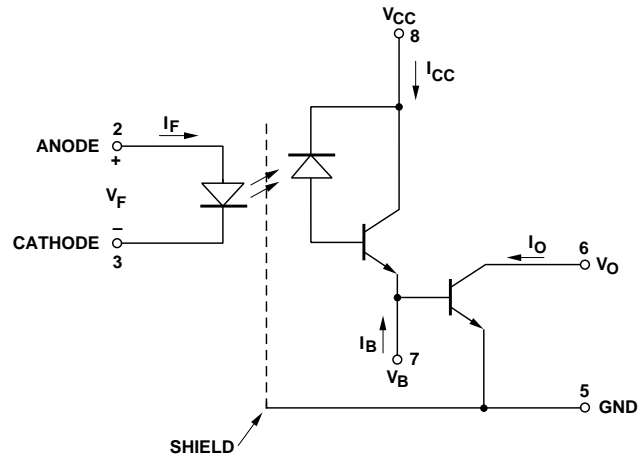 VCC
8
ICC
2
IF
ANODE
+
VF
–
CATHODE
3
IO
6
VO
IB
7
VB
5
GND
SHIELD